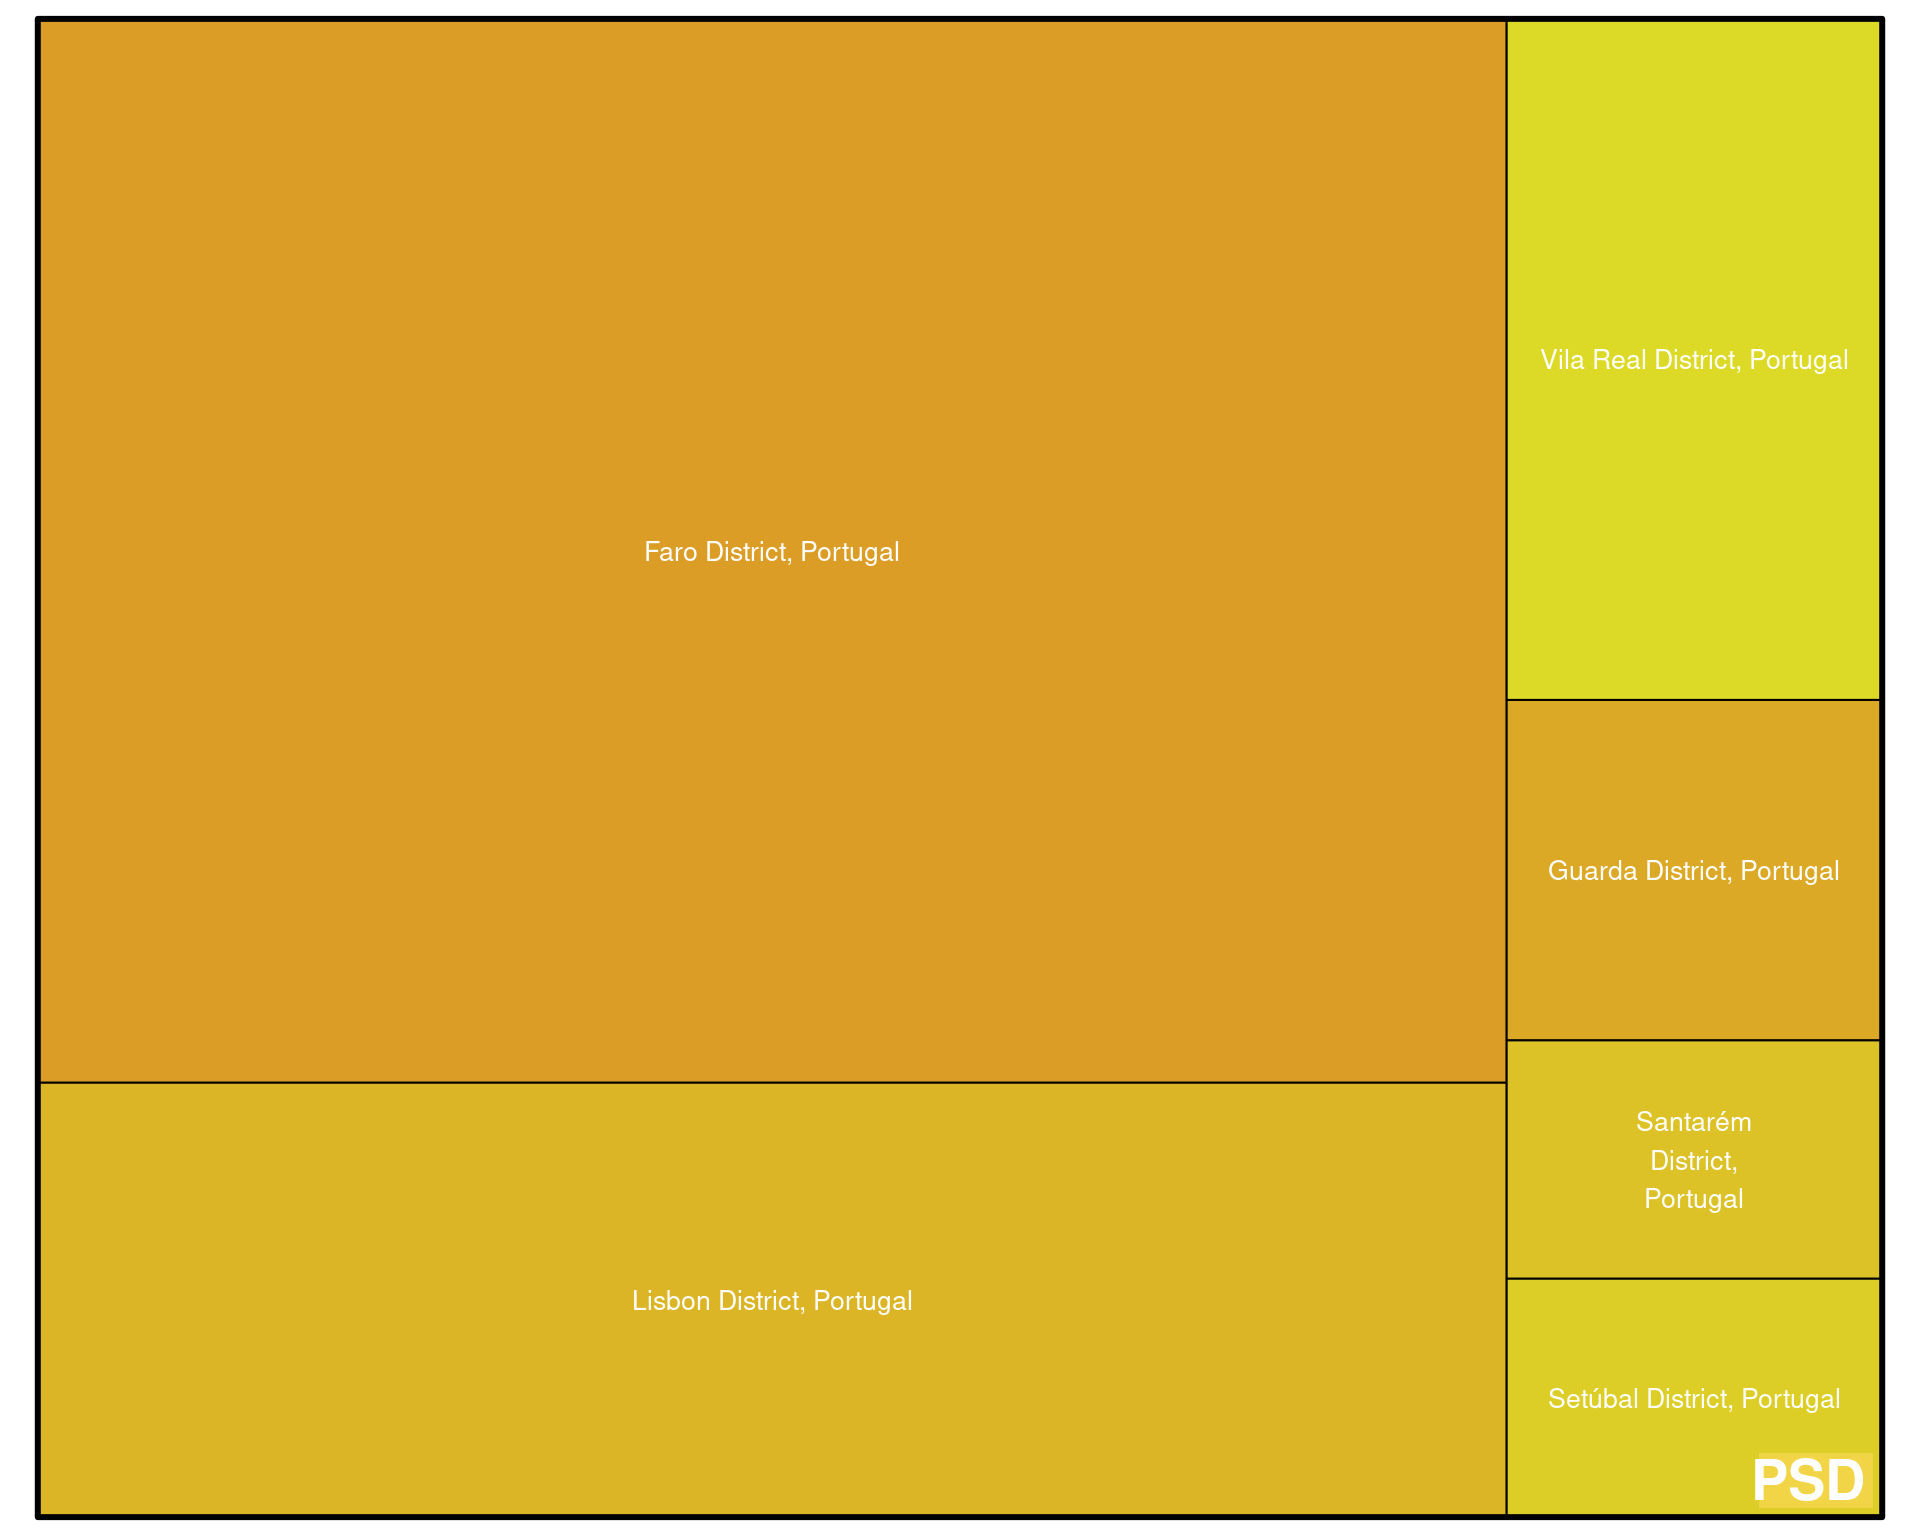 Faro District, Portugal
Lisbon District, Portugal
Vila Real District, Portugal
Guarda District, Portugal
Santarém
District,
Portugal
Setúbal District, Portugal
PSD